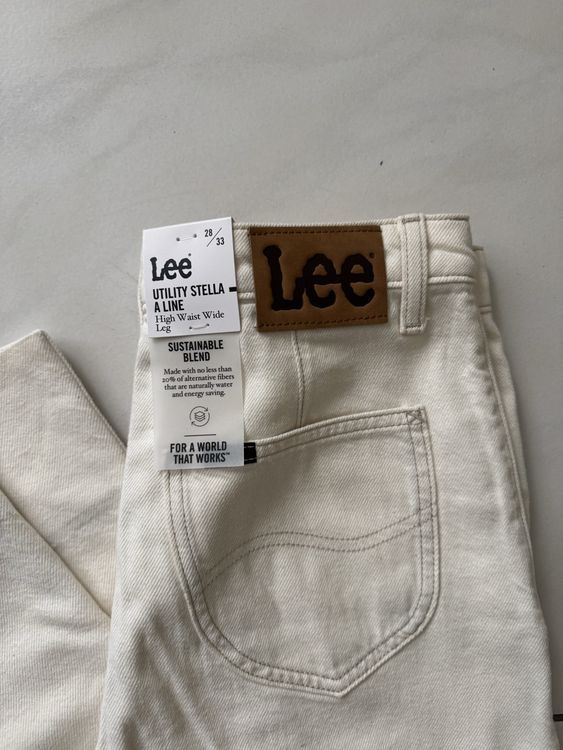 28/33
Lee®
UTILITY STELLA
A LINE
High Waist Wide
Leg
Lee®
SUSTAINABLE
BLEND
Made with no less than
20% of alternative fibers
that are naturally water
and energy saving.
FOR A WORLD
THAT WORKS™